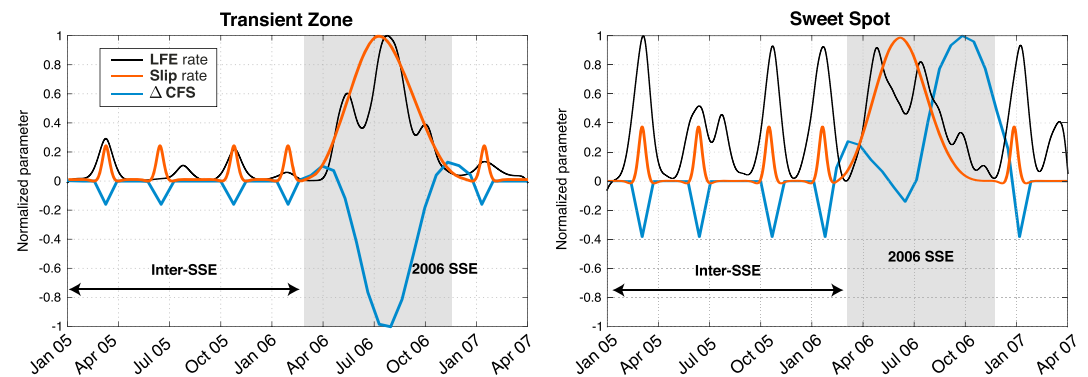 Transient Zone
Normalized parameter
1
0.8
0.6
0.4
0.2
0
-0.2
-0.4
-0.6
-0.8
-1
LFE rate
Slip rate
Δ CFS
Inter-SSE
2006 SSE
Jan 05
Apr 05
Jul 05
Oct 05
Jan 06
Apr 06
Jul 06
Oct 06
Jan 07
Apr 07
Sweet Spot
Normalized parameter
1
0.8
0.6
0.4
0.2
0
-0.2
-0.4
-0.6
-0.8
-1
2006 SSE
Inter-SSE
Jan 05
Apr 05
Jul 05
Oct 05
Jan 06
Apr 06
Jul 06
Oct 06
Jan 07
Apr 07